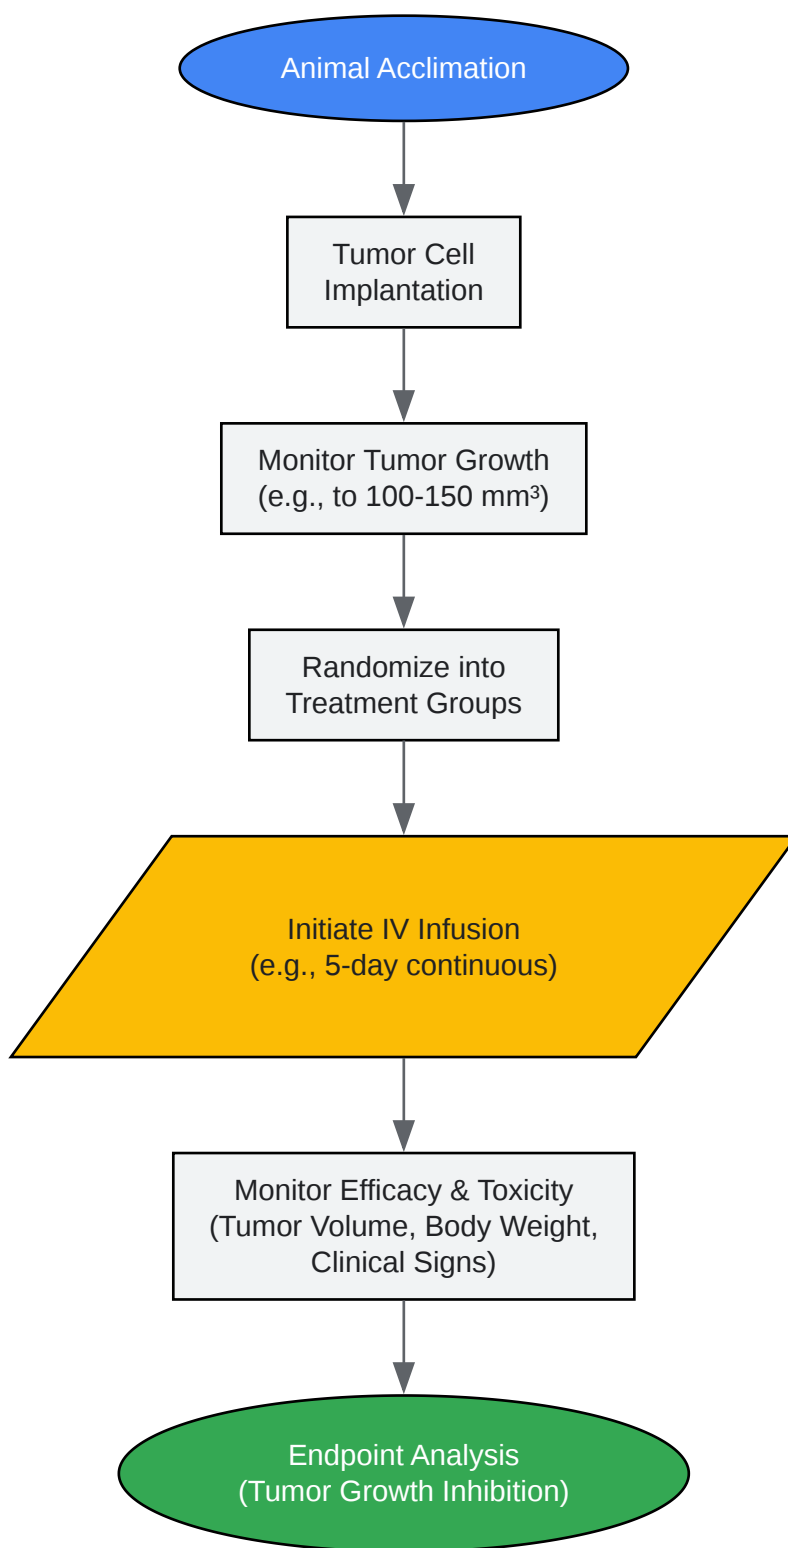 Animal Acclimation
Tumor Cell
Implantation
Monitor Tumor Growth
(e.g., to 100-150 mm³)
Randomize into
Treatment Groups
Initiate IV Infusion
(e.g., 5-day continuous)
Monitor Efficacy & Toxicity
(Tumor Volume, Body Weight,
Clinical Signs)
Endpoint Analysis
(Tumor Growth Inhibition)